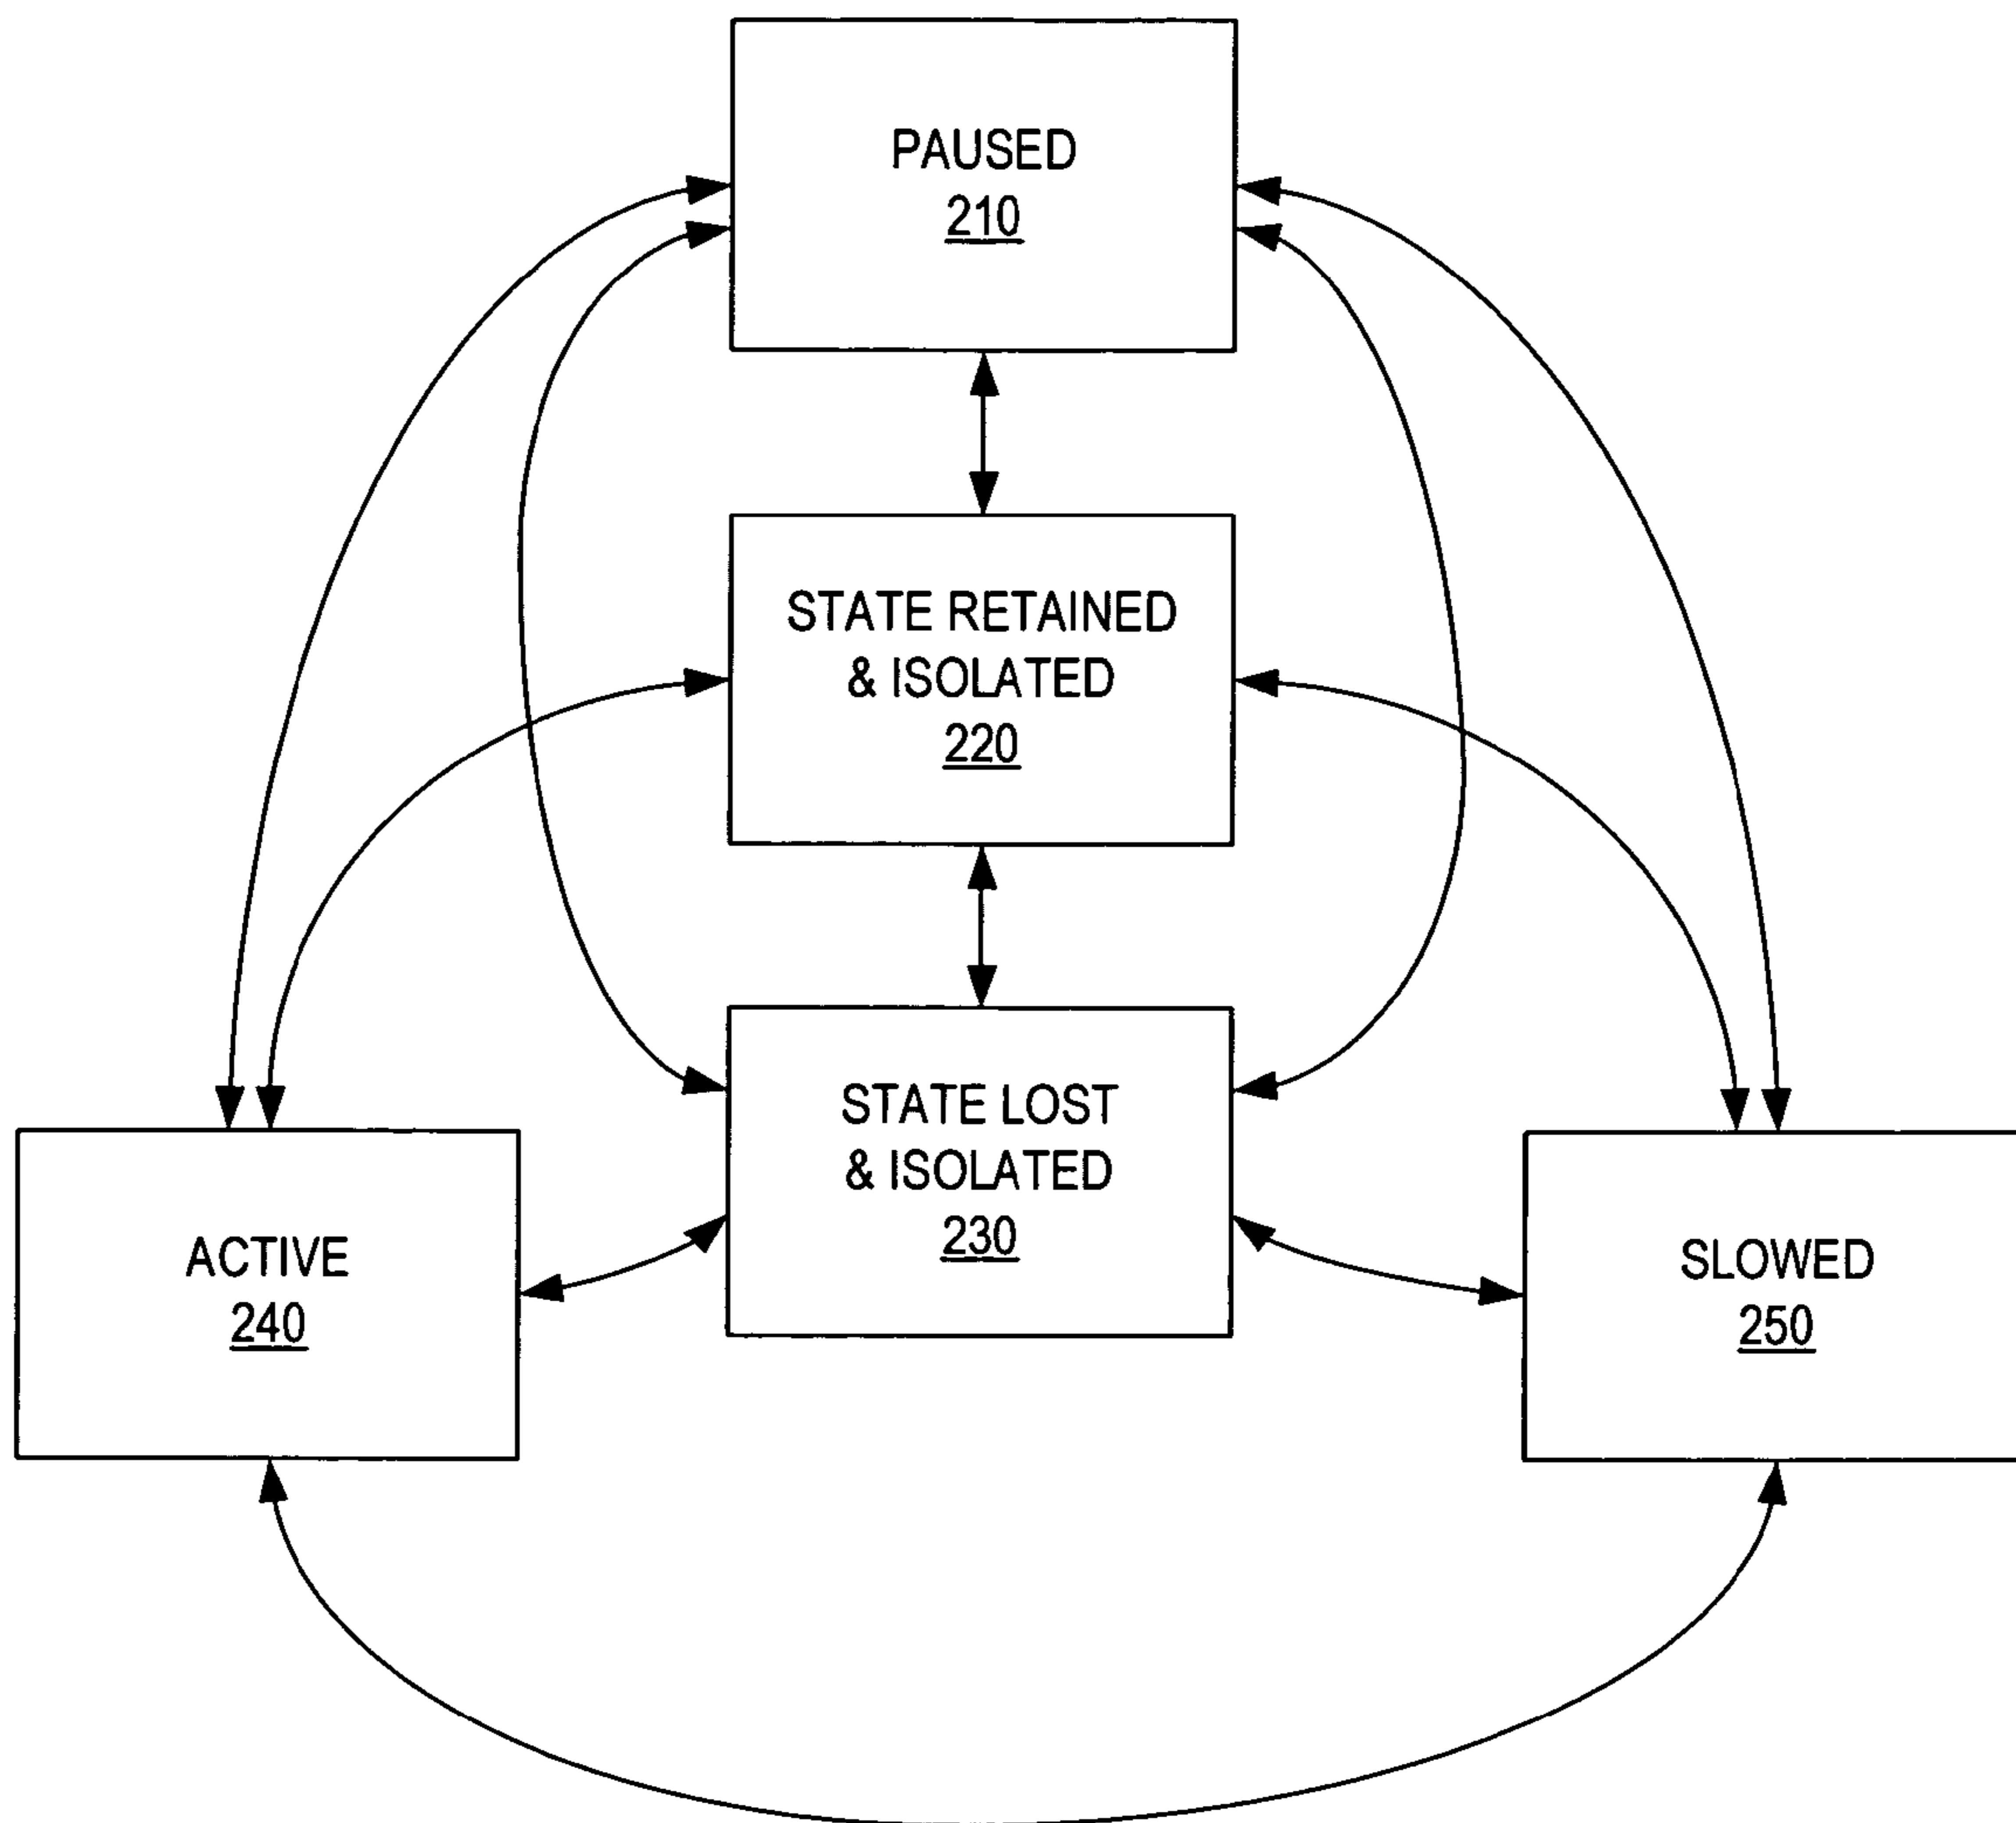 PAUSED
210
STATE RETAINED
& ISOLATED
220
STATE LOST
& ISOLATED
230
ACTIVE
240
SLOWED
250